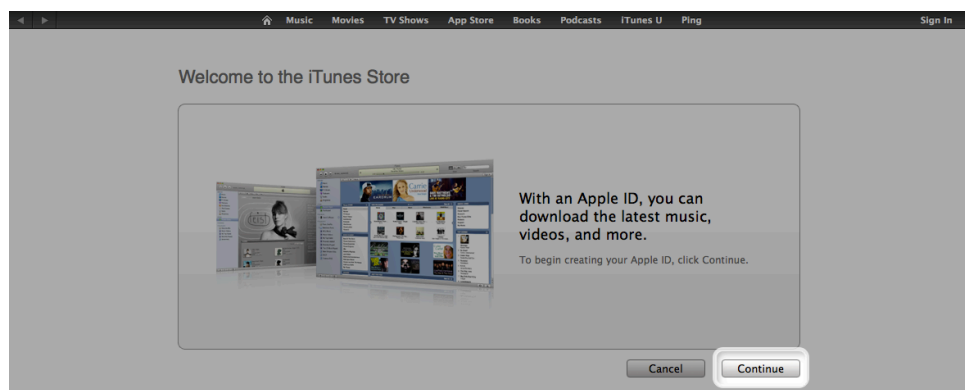 Music Movies TV Shows App Store Books Podcasts iTunes U Ping Sign In
Welcome to the iTunes Store
With an Apple ID, you can
download the latest music,
videos, and more.
To begin creating your Apple ID, click Continue.
Cancel Continue